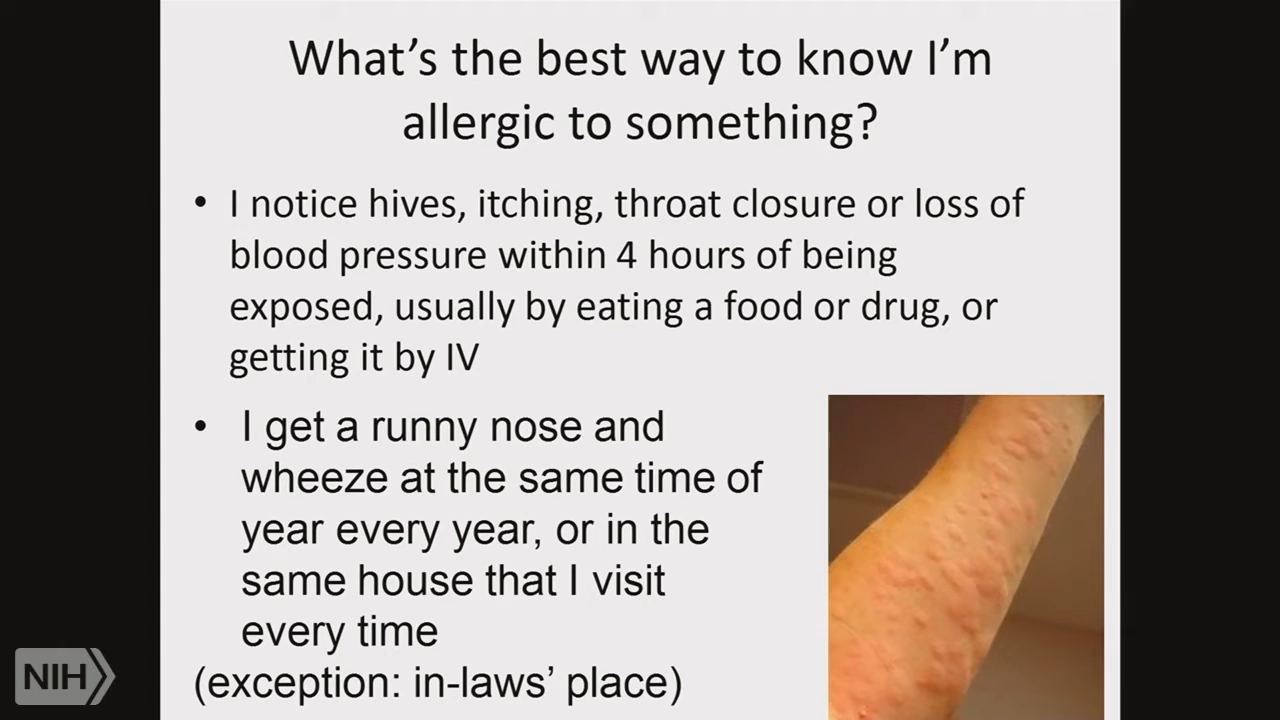 What's the best way to know I'm
allergic to something?
• I notice hives, itching, throat closure or loss of
blood pressure within 4 hours of being
exposed, usually by eating a food or drug, or
getting it by IV
• I get a runny nose and
wheeze at the same time of
year every year, or in the
same house that I visit
every time
(exception: in-laws' place)
NIH